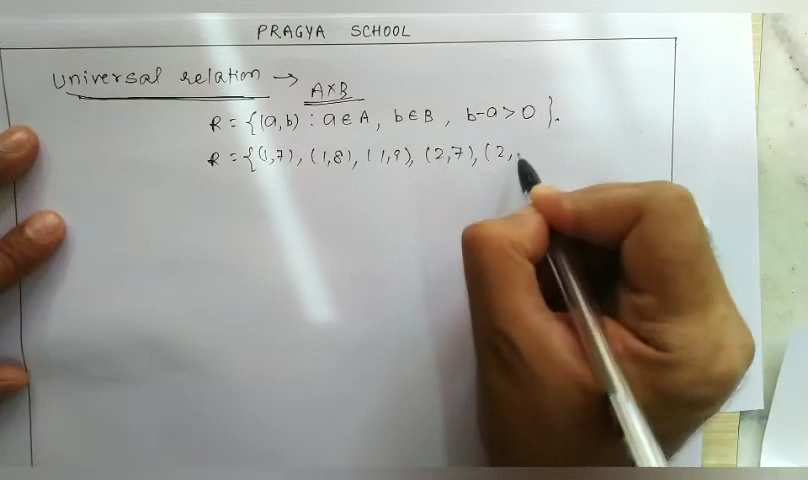 PRAGYA SCHOOL
Universal relation →
A×B
R = {(a,b) : a∈A, b∈B, b-a>0}.
R = {(1,7), (1,8), (1,9), (2,7), (2,